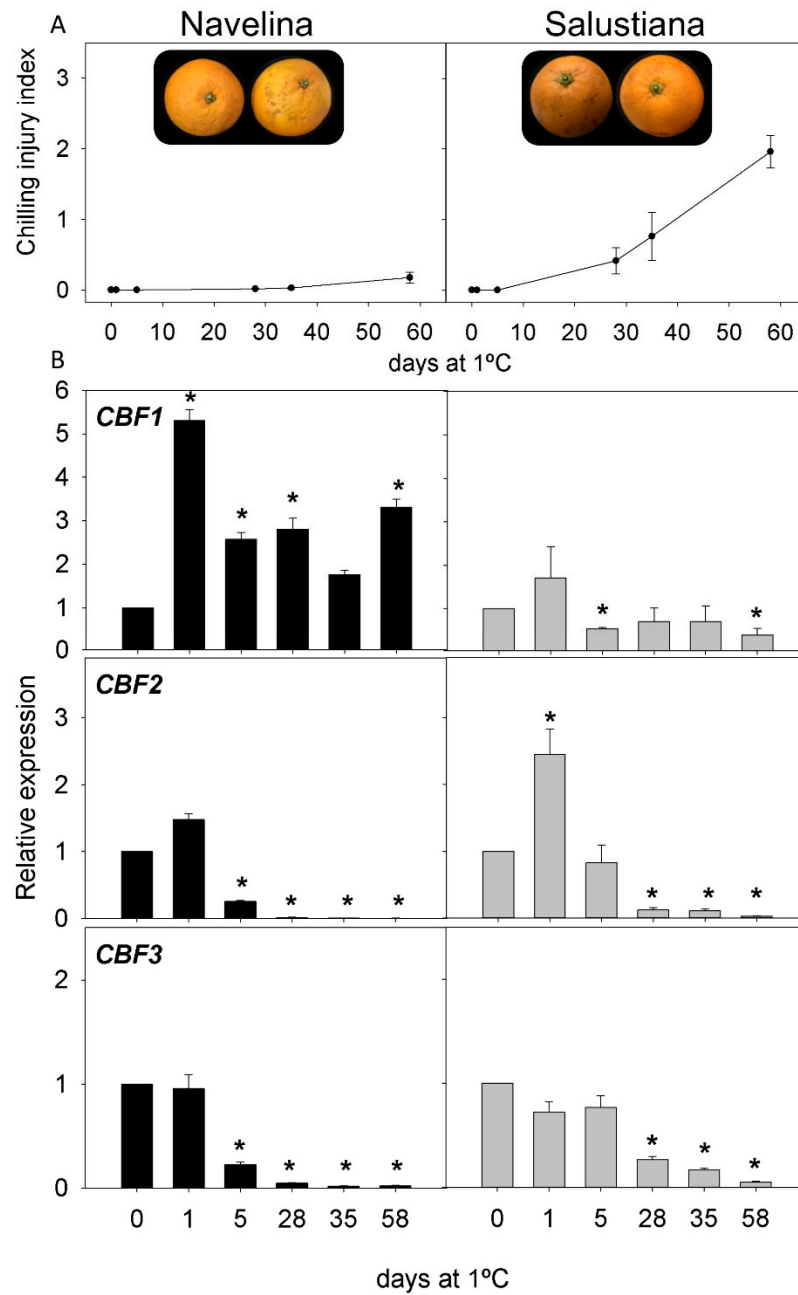 A
Navelina
Salustiana
Chilling injury index
3
2
1
0
0 10 20 30 40 50 60
0 10 20 30 40 50 60
days at 1ºC
B
CBF1
6
5
4
3
2
1
0
* * * *
* *
CBF2
Relative expression
3
2
1
0
* * * *
* * * *
CBF3
2
1
0
* * * *
* * *
0 1 5 28 35 58
0 1 5 28 35 58
days at 1ºC